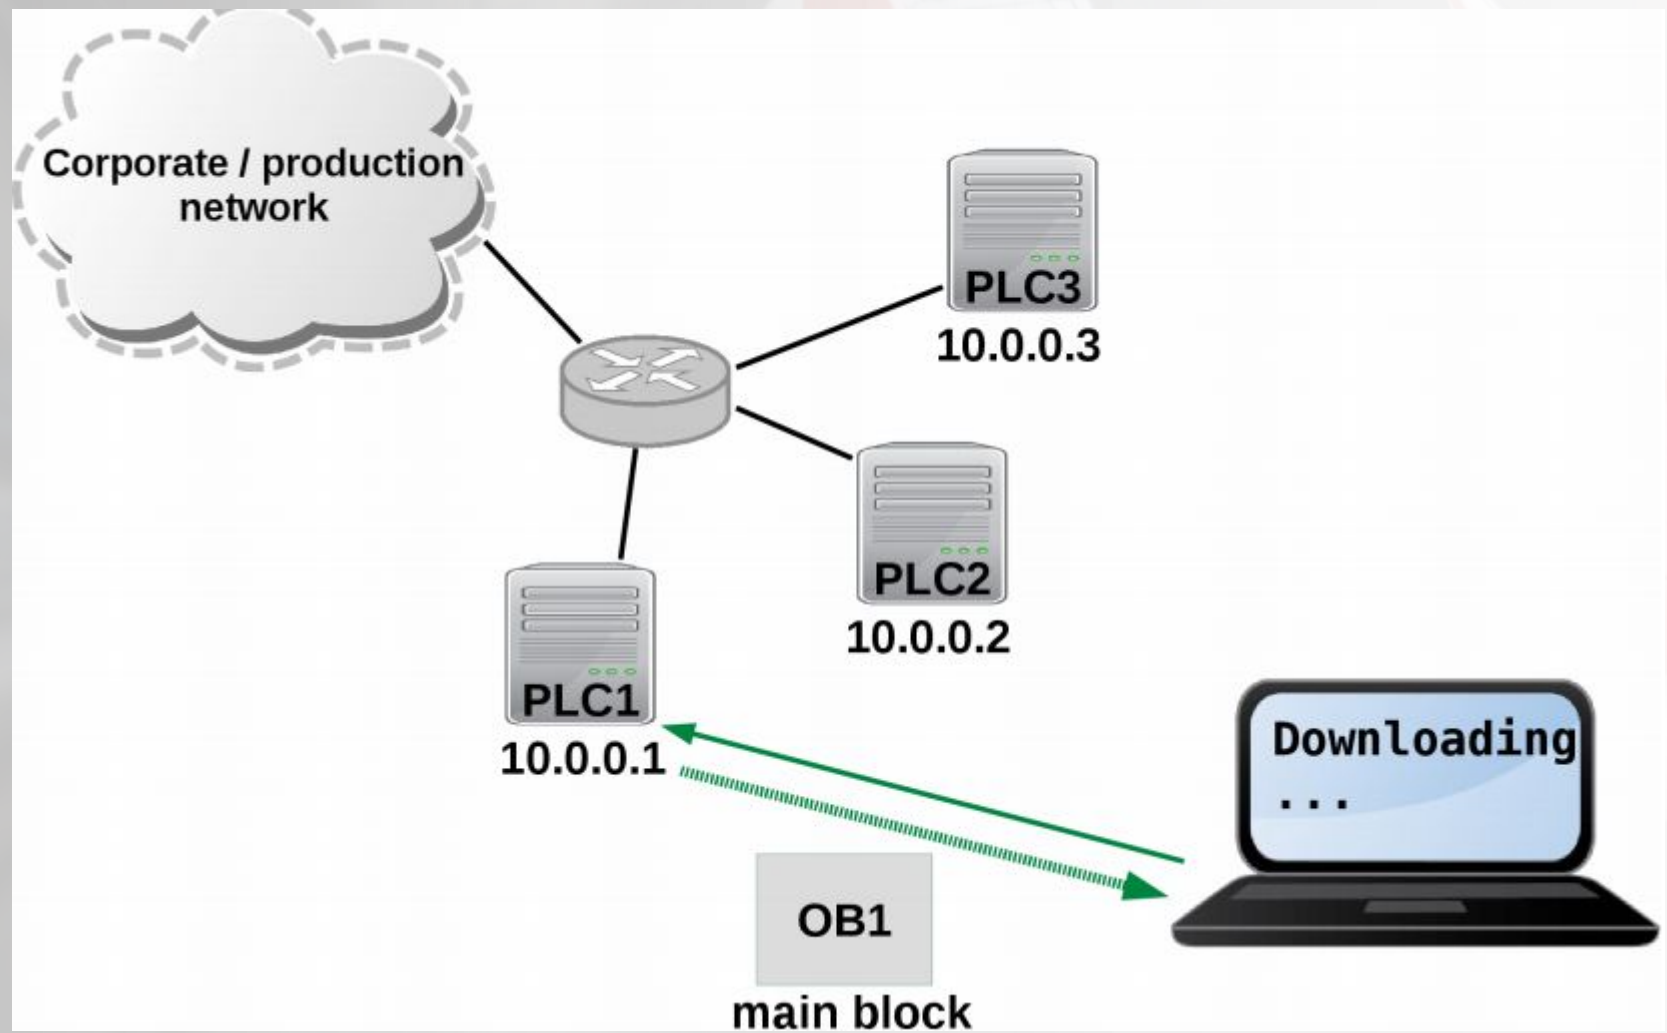 Corporate / production
network
PLC3
10.0.0.3
PLC2
10.0.0.2
PLC1
10.0.0.1
Downloading
...
OB1
main block